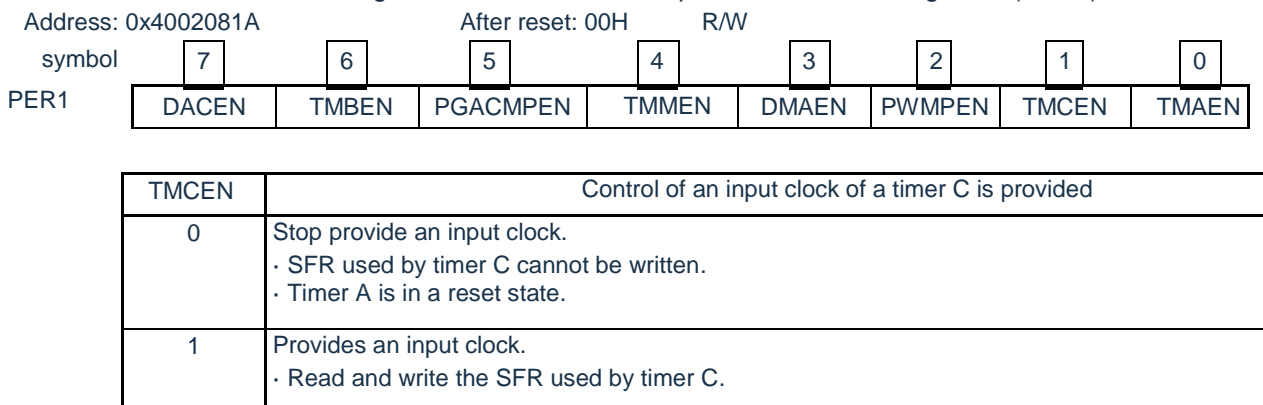 Address: 0x4002081A After reset: 00H R/W
symbol 7 6 5 4 3 2 1 0
PER1 DACEN TMBEN PGACMPEN TMMEN DMAEN PWMPEN TMCEN TMAEN
TMCEN Control of an input clock of a timer C is provided
0 Stop provide an input clock.
· SFR used by timer C cannot be written.
· Timer A is in a reset state.
1 Provides an input clock.
· Read and write the SFR used by timer C.